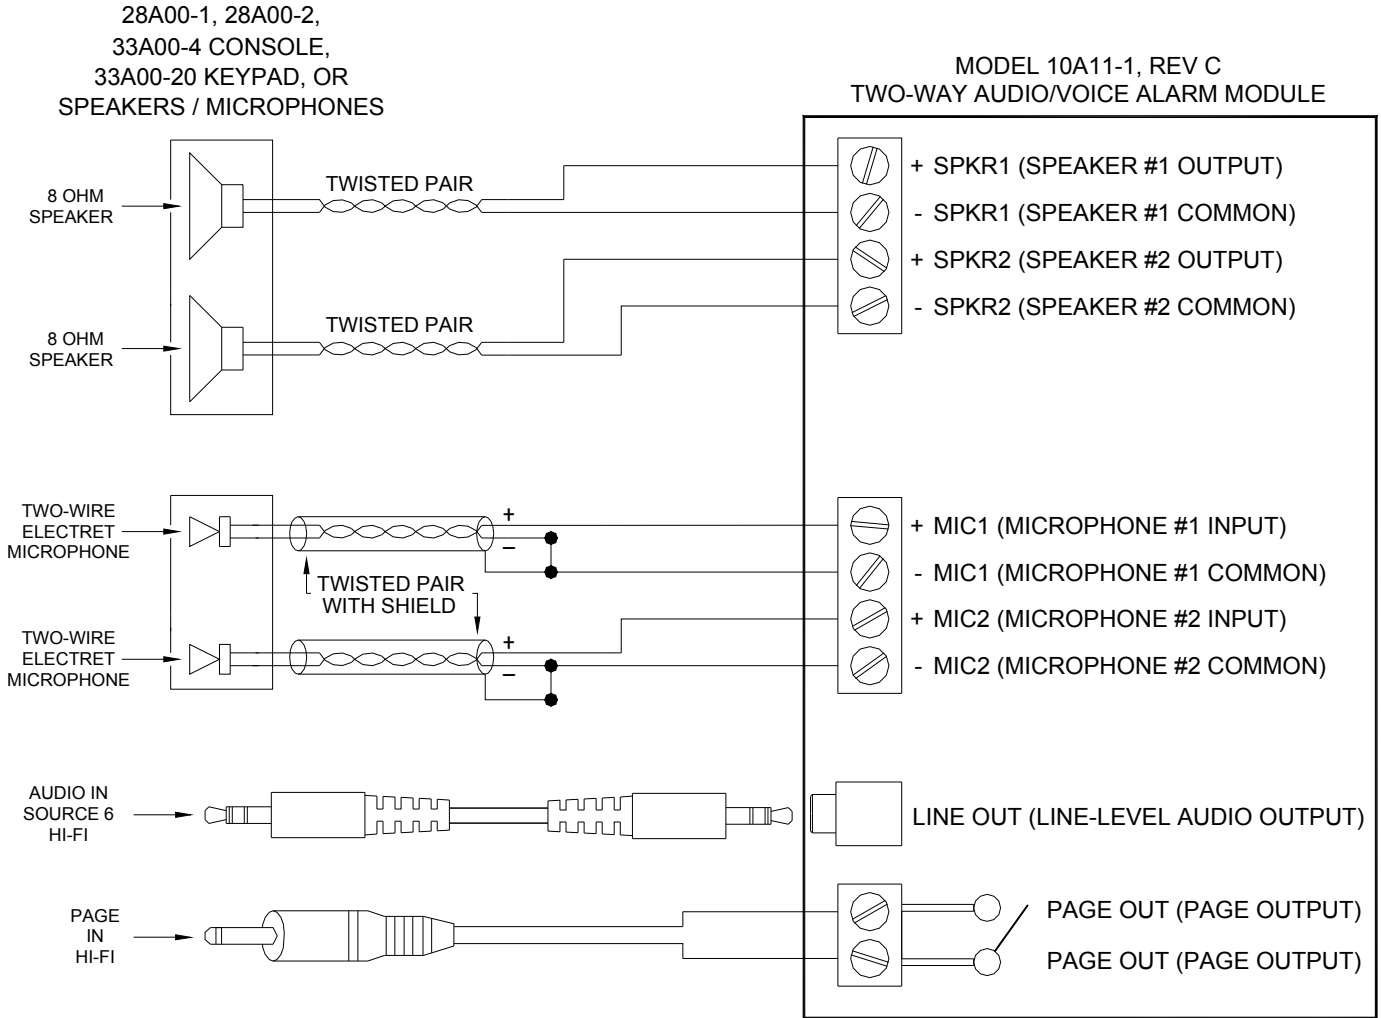 28A00-1, 28A00-2,
33A00-4 CONSOLE,
33A00-20 KEYPAD, OR
SPEAKERS / MICROPHONES
MODEL 10A11-1, REV C
TWO-WAY AUDIO/VOICE ALARM MODULE
8 OHM
SPEAKER
TWISTED PAIR
+ SPKR1 (SPEAKER #1 OUTPUT)
- SPKR1 (SPEAKER #1 COMMON)
+ SPKR2 (SPEAKER #2 OUTPUT)
- SPKR2 (SPEAKER #2 COMMON)
8 OHM
SPEAKER
TWISTED PAIR
TWO-WIRE
ELECTRET
MICROPHONE
+
–
TWISTED PAIR
WITH SHIELD
+ MIC1 (MICROPHONE #1 INPUT)
- MIC1 (MICROPHONE #1 COMMON)
+ MIC2 (MICROPHONE #2 INPUT)
- MIC2 (MICROPHONE #2 COMMON)
TWO-WIRE
ELECTRET
MICROPHONE
+
–
AUDIO IN
SOURCE 6
HI-FI
LINE OUT (LINE-LEVEL AUDIO OUTPUT)
PAGE
IN
HI-FI
PAGE OUT (PAGE OUTPUT)
PAGE OUT (PAGE OUTPUT)